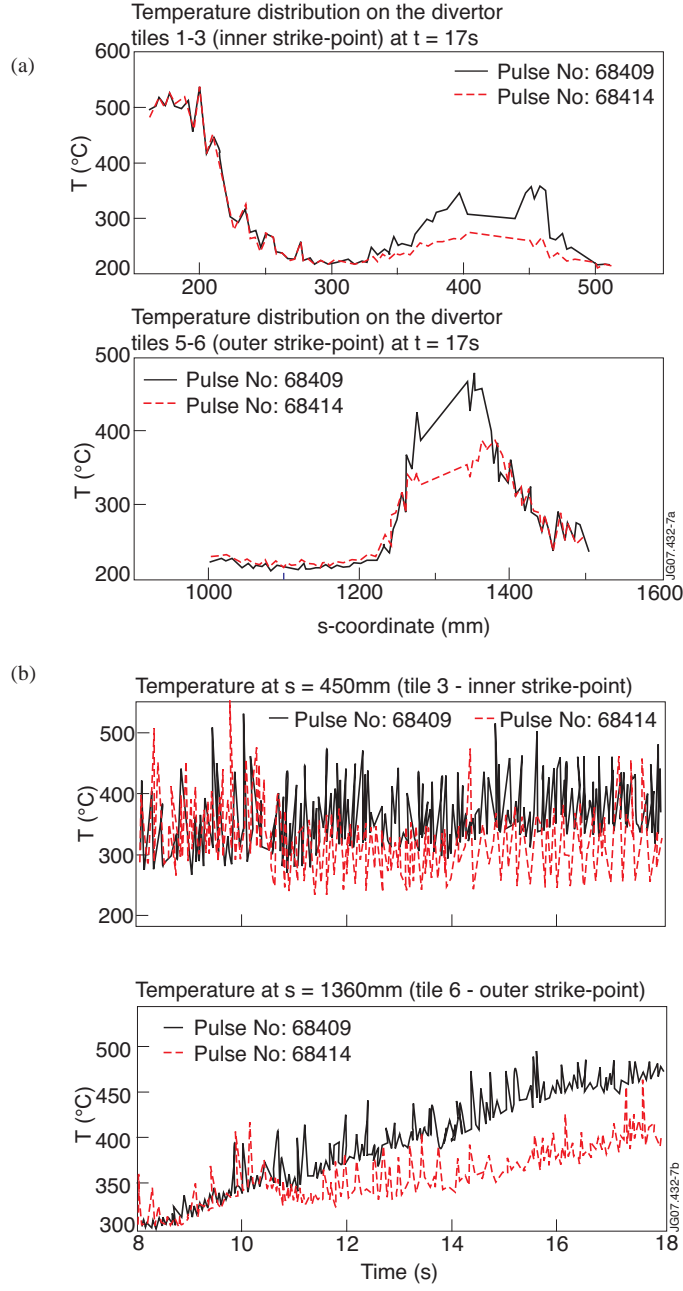 Temperature distribution on the divertor
tiles 1-3 (inner strike-point) at t = 17s
(a)
600
500
400
300
200
T (°C)
Pulse No: 68409
Pulse No: 68414
200
300
400
500
Temperature distribution on the divertor
tiles 5-6 (outer strike-point) at t = 17s
500
400
300
200
T (°C)
Pulse No: 68409
Pulse No: 68414
1000
1200
1400
1600
s-coordinate (mm)
JG07.432-7a
(b)
Temperature at s = 450mm (tile 3 - inner strike-point)
500
400
300
200
T (°C)
Pulse No: 68409
Pulse No: 68414
10
12
14
16
Temperature at s = 1360mm (tile 6 - outer strike-point)
500
450
400
350
300
T (°C)
Pulse No: 68409
Pulse No: 68414
8
10
12
14
16
18
Time (s)
JG07.432-7b